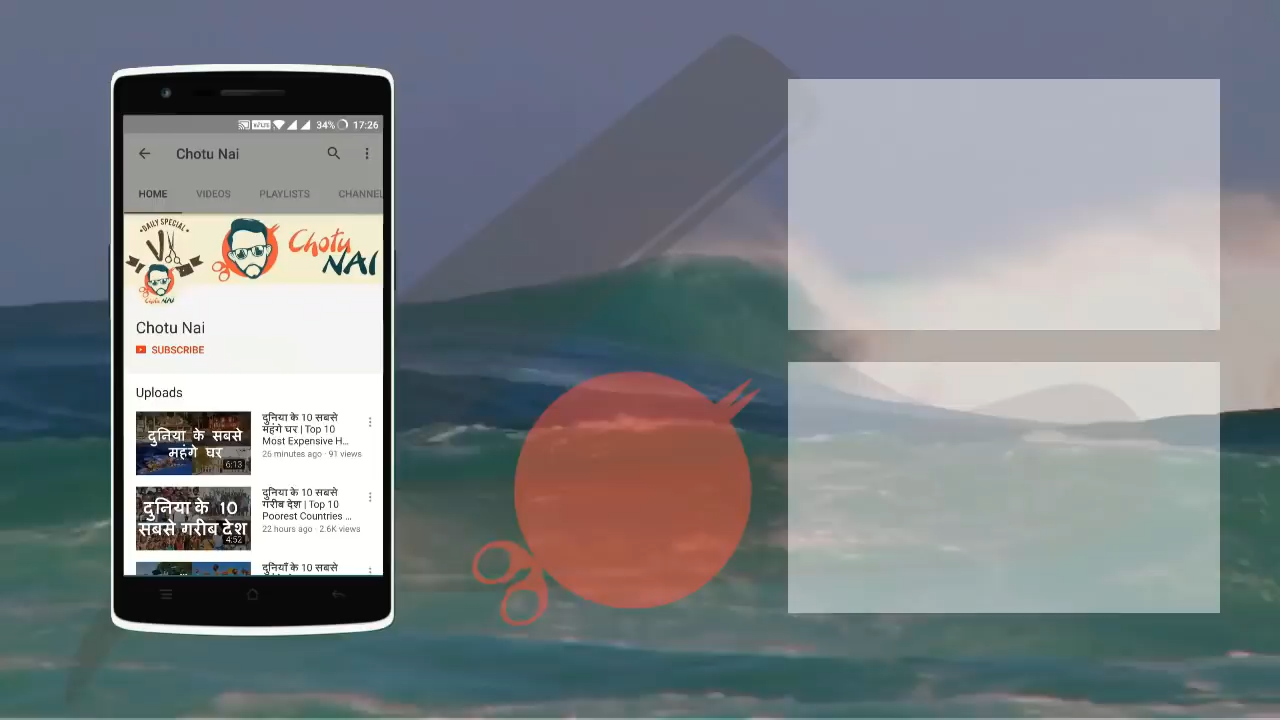 34% 17:26
Chotu Nai
HOME VIDEOS PLAYLISTS CHANNEL
DAILY SPECIAL
Chotu
NAI
Chotu NAI
Chotu Nai
SUBSCRIBE
Uploads
दुनिया के सबसे
महंगे घर
6:13
दुनिया के 10 सबसे
महंगे घर | Top 10
Most Expensive H...
26 minutes ago · 91 views
दुनिया के 10
सबसे गरीब देश
4:52
दुनिया के 10 सबसे
गरीब देश | Top 10
Poorest Countries ...
22 hours ago · 2.6K views
दुनियाँ के 10 सबसे